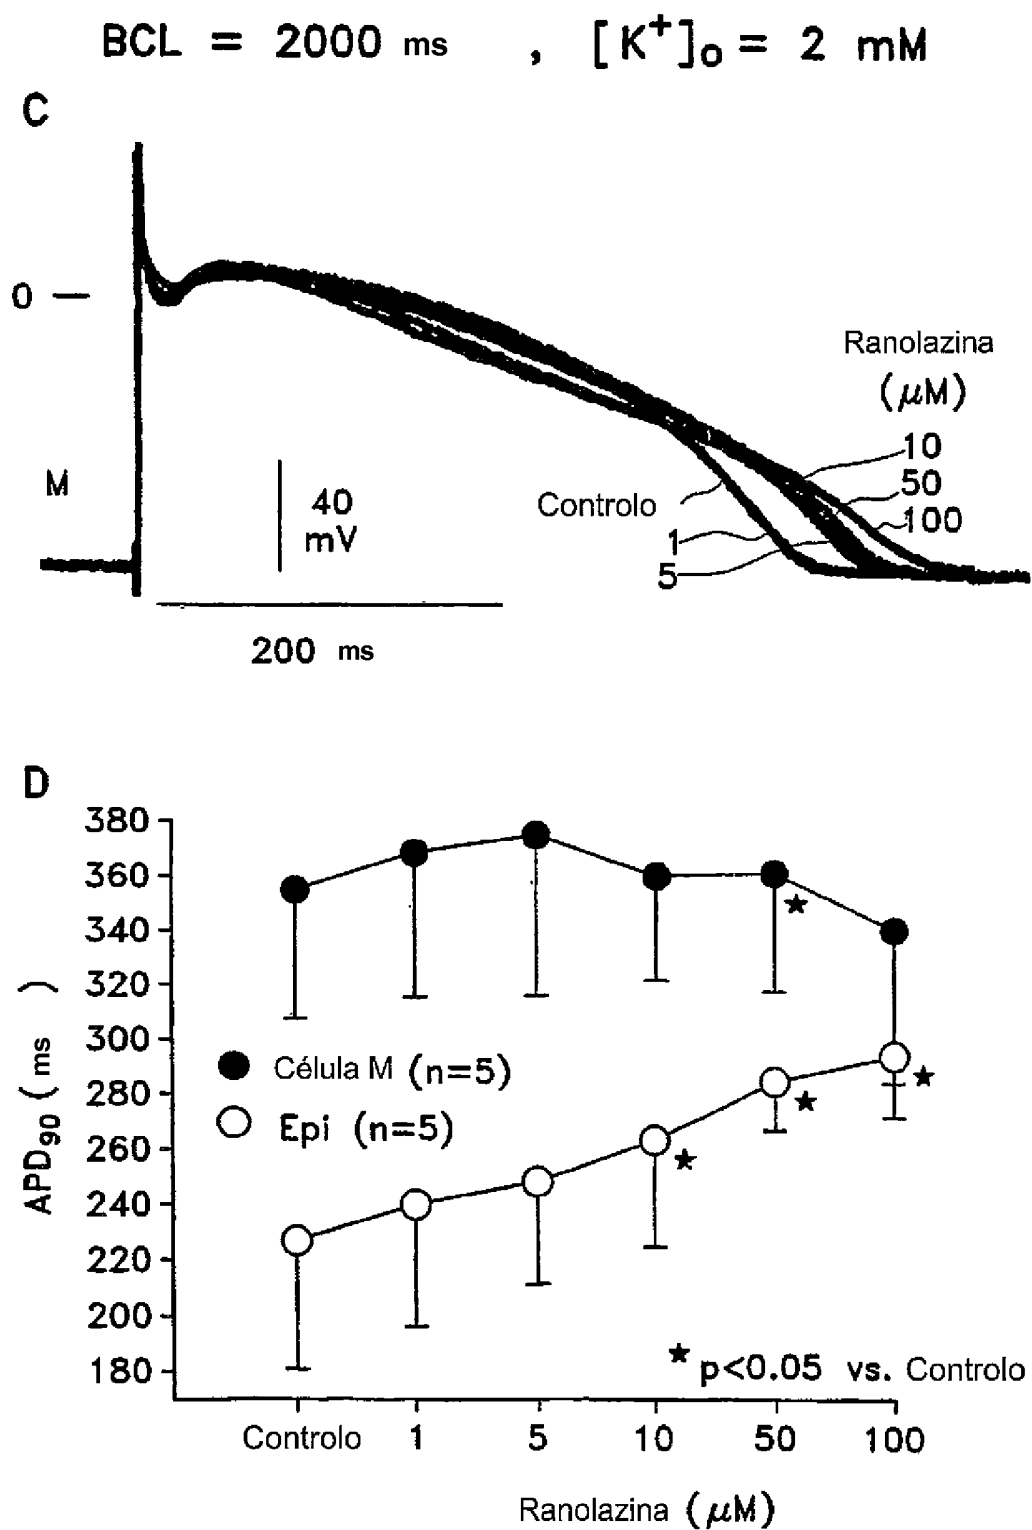 BCL = 2000 ms , [K+]o = 2 mM
C
0
Ranolazina
(μM)
10
50
100
M
40
mV
Controlo
1
5
200 ms
D
380
360
340
320
300
280
260
240
220
200
180
APD90 (ms )
Célula M (n=5)
Epi (n=5)
★
★
★
★
★ p<0.05 vs. Controlo
Controlo 1 5 10 50 100
Ranolazina (μM)